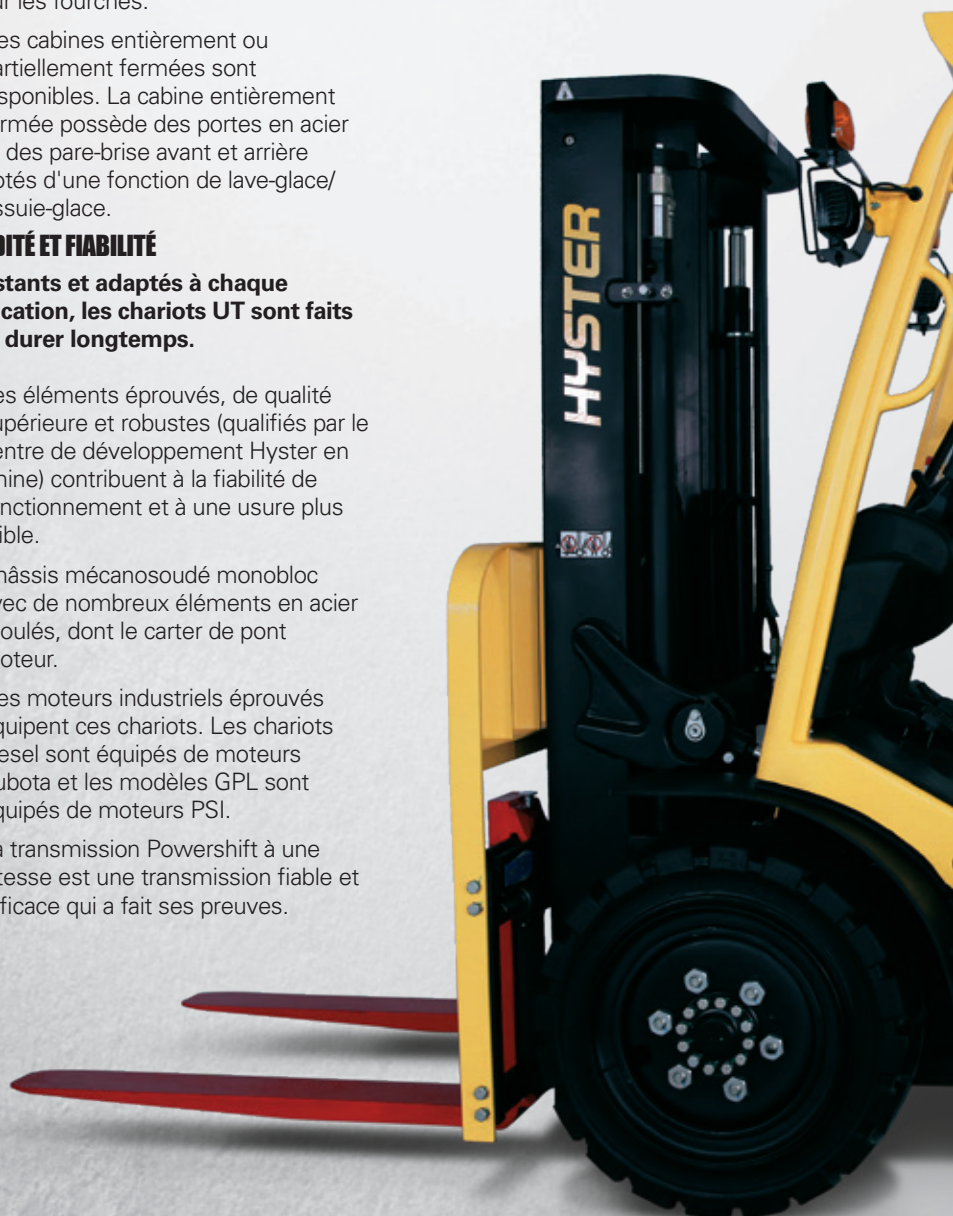 ur les fourches.
es cabines entièrement ou
artiellement fermées sont
sponibles. La cabine entièrement
rmée possède des portes en acier
des pare-brise avant et arrière
otés d'une fonction de lave-glace/
ssuie-glace.
DITÉ ET FIABILITÉ
stants et adaptés à chaque
cation, les chariots UT sont faits
durer longtemps.
es éléments éprouvés, de qualité
upérieure et robustes (qualifiés par le
entre de développement Hyster en
hine) contribuent à la fiabilité de
nctionnement et à une usure plus
ible.
hâssis mécanosoudé monobloc
vec de nombreux éléments en acier
oulés, dont le carter de pont
oteur.
es moteurs industriels éprouvés
quipent ces chariots. Les chariots
esel sont équipés de moteurs
ubota et les modèles GPL sont
quipés de moteurs PSI.
a transmission Powershift à une
tesse est une transmission fiable et
ficace qui a fait ses preuves.
HYSTER